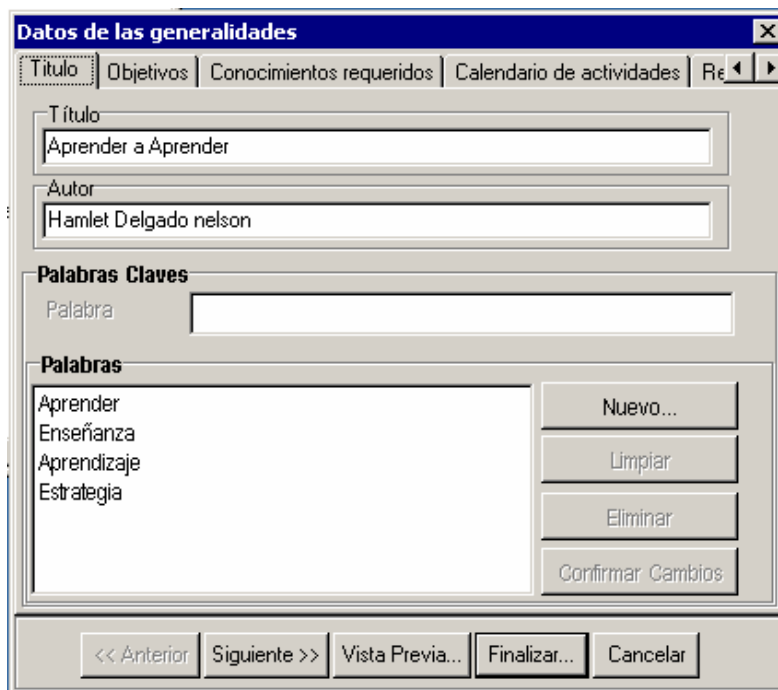 Datos de las generalidades
Título Objetivos Conocimientos requeridos Calendario de actividades Re
Título
Aprender a Aprender
Autor
Hamlet Delgado nelson
Palabras Claves
Palabra
Palabras
Aprender
Enseñanza
Aprendizaje
Estrategia
Nuevo...
Limpiar
Eliminar
Confirmar Cambios
<< Anterior Siguiente >> Vista Previa... Finalizar... Cancelar